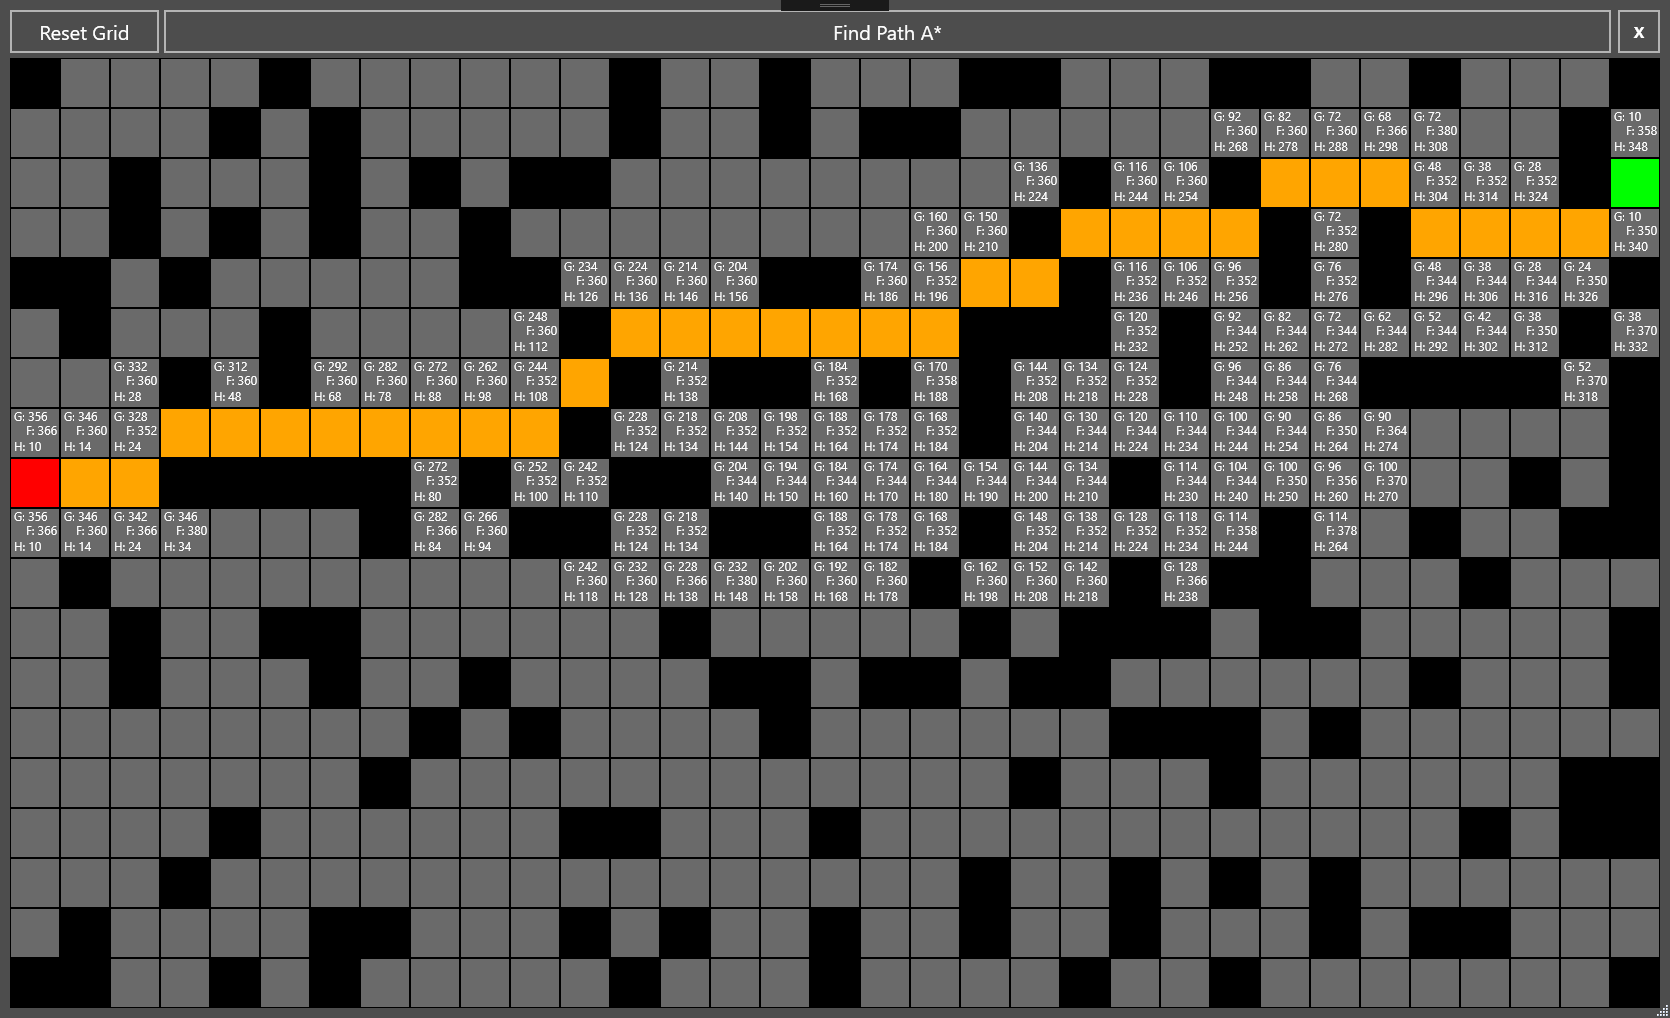 Reset Grid Find Path A* x
G: 92 G: 82 G: 72 G: 68 G: 72 G: 10
F: 360 F: 360 F: 360 F: 366 F: 380 F: 358
H: 268 H: 278 H: 288 H: 298 H: 308 H: 348
G: 136 G: 116 G: 106 G: 48 G: 38 G: 28
F: 360 F: 360 F: 360 F: 352 F: 352 F: 352
H: 224 H: 244 H: 254 H: 304 H: 314 H: 324
G: 160 G: 150 G: 72 G: 10
F: 360 F: 360 F: 352 F: 350
H: 200 H: 210 H: 280 H: 340
G: 234 G: 224 G: 214 G: 204 G: 174 G: 156 G: 116 G: 106 G: 96 G: 76 G: 48 G: 38 G: 28 G: 24
F: 360 F: 360 F: 360 F: 360 F: 360 F: 352 F: 352 F: 352 F: 352 F: 352 F: 344 F: 344 F: 344 F: 350
H: 126 H: 136 H: 146 H: 156 H: 186 H: 196 H: 236 H: 246 H: 256 H: 276 H: 296 H: 306 H: 316 H: 326
G: 248 G: 120 G: 92 G: 82 G: 72 G: 62 G: 52 G: 42 G: 38 G: 38
F: 360 F: 352 F: 344 F: 344 F: 344 F: 344 F: 344 F: 344 F: 350 F: 370
H: 112 H: 232 H: 252 H: 262 H: 272 H: 282 H: 292 H: 302 H: 312 H: 332
G: 332 G: 312 G: 292 G: 282 G: 272 G: 262 G: 244 G: 214 G: 184 G: 170 G: 144 G: 134 G: 124 G: 96 G: 86 G: 76 G: 52
F: 360 F: 360 F: 360 F: 360 F: 360 F: 360 F: 352 F: 352 F: 352 F: 358 F: 352 F: 352 F: 352 F: 344 F: 344 F: 344 F: 370
H: 28 H: 48 H: 68 H: 78 H: 88 H: 98 H: 108 H: 138 H: 168 H: 188 H: 208 H: 218 H: 228 H: 248 H: 258 H: 268 H: 318
G: 356 G: 346 G: 328 G: 228 G: 218 G: 208 G: 198 G: 188 G: 178 G: 168 G: 140 G: 130 G: 120 G: 110 G: 100 G: 90 G: 86 G: 90
F: 366 F: 360 F: 352 F: 352 F: 352 F: 352 F: 352 F: 352 F: 352 F: 352 F: 344 F: 344 F: 344 F: 344 F: 344 F: 344 F: 350 F: 364
H: 10 H: 14 H: 24 H: 124 H: 134 H: 144 H: 154 H: 164 H: 174 H: 184 H: 204 H: 214 H: 224 H: 234 H: 244 H: 254 H: 264 H: 274
G: 272 G: 252 G: 242 G: 204 G: 194 G: 184 G: 174 G: 164 G: 154 G: 144 G: 134 G: 114 G: 104 G: 100 G: 96 G: 100
F: 352 F: 352 F: 352 F: 344 F: 344 F: 344 F: 344 F: 344 F: 344 F: 344 F: 344 F: 344 F: 344 F: 350 F: 356 F: 370
H: 80 H: 100 H: 110 H: 140 H: 150 H: 160 H: 170 H: 180 H: 190 H: 200 H: 210 H: 230 H: 240 H: 250 H: 260 H: 270
G: 356 G: 346 G: 342 G: 346 G: 282 G: 266 G: 228 G: 218 G: 188 G: 178 G: 168 G: 148 G: 138 G: 128 G: 118 G: 114 G: 114
F: 366 F: 360 F: 366 F: 380 F: 366 F: 360 F: 352 F: 352 F: 352 F: 352 F: 352 F: 352 F: 352 F: 352 F: 352 F: 358 F: 378
H: 10 H: 14 H: 24 H: 34 H: 84 H: 94 H: 124 H: 134 H: 164 H: 174 H: 184 H: 204 H: 214 H: 224 H: 234 H: 244 H: 264
G: 242 G: 232 G: 228 G: 232 G: 202 G: 192 G: 182 G: 162 G: 152 G: 142 G: 128
F: 360 F: 360 F: 366 F: 380 F: 360 F: 360 F: 360 F: 360 F: 360 F: 360 F: 366
H: 118 H: 128 H: 138 H: 148 H: 158 H: 168 H: 178 H: 198 H: 208 H: 218 H: 238